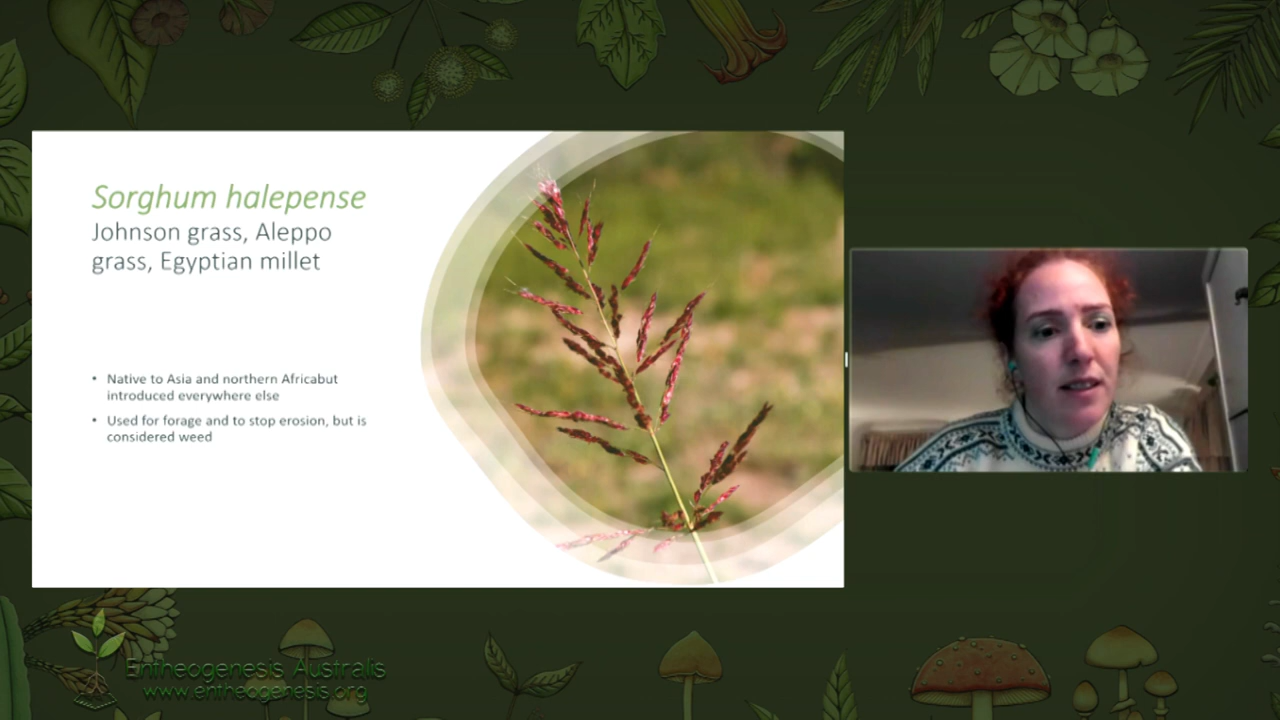 Sorghum halepense
Johnson grass, Aleppo
grass, Egyptian millet
• Native to Asia and northern Africabut
introduced everywhere else
• Used for forage and to stop erosion, but is
considered weed
Entheogenesis Australis
www.entheogenesis.org